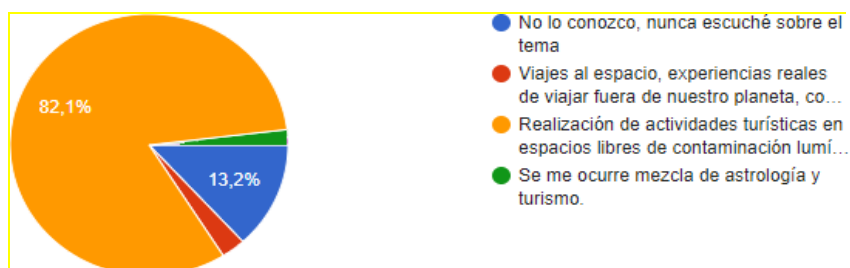 82,1%
13,2%
No lo conozco, nunca escuché sobre el
tema
Viajes al espacio, experiencias reales
de viajar fuera de nuestro planeta, co...
Realización de actividades turísticas en
espacios libres de contaminación lumí...
Se me ocurre mezcla de astrología y
turismo.